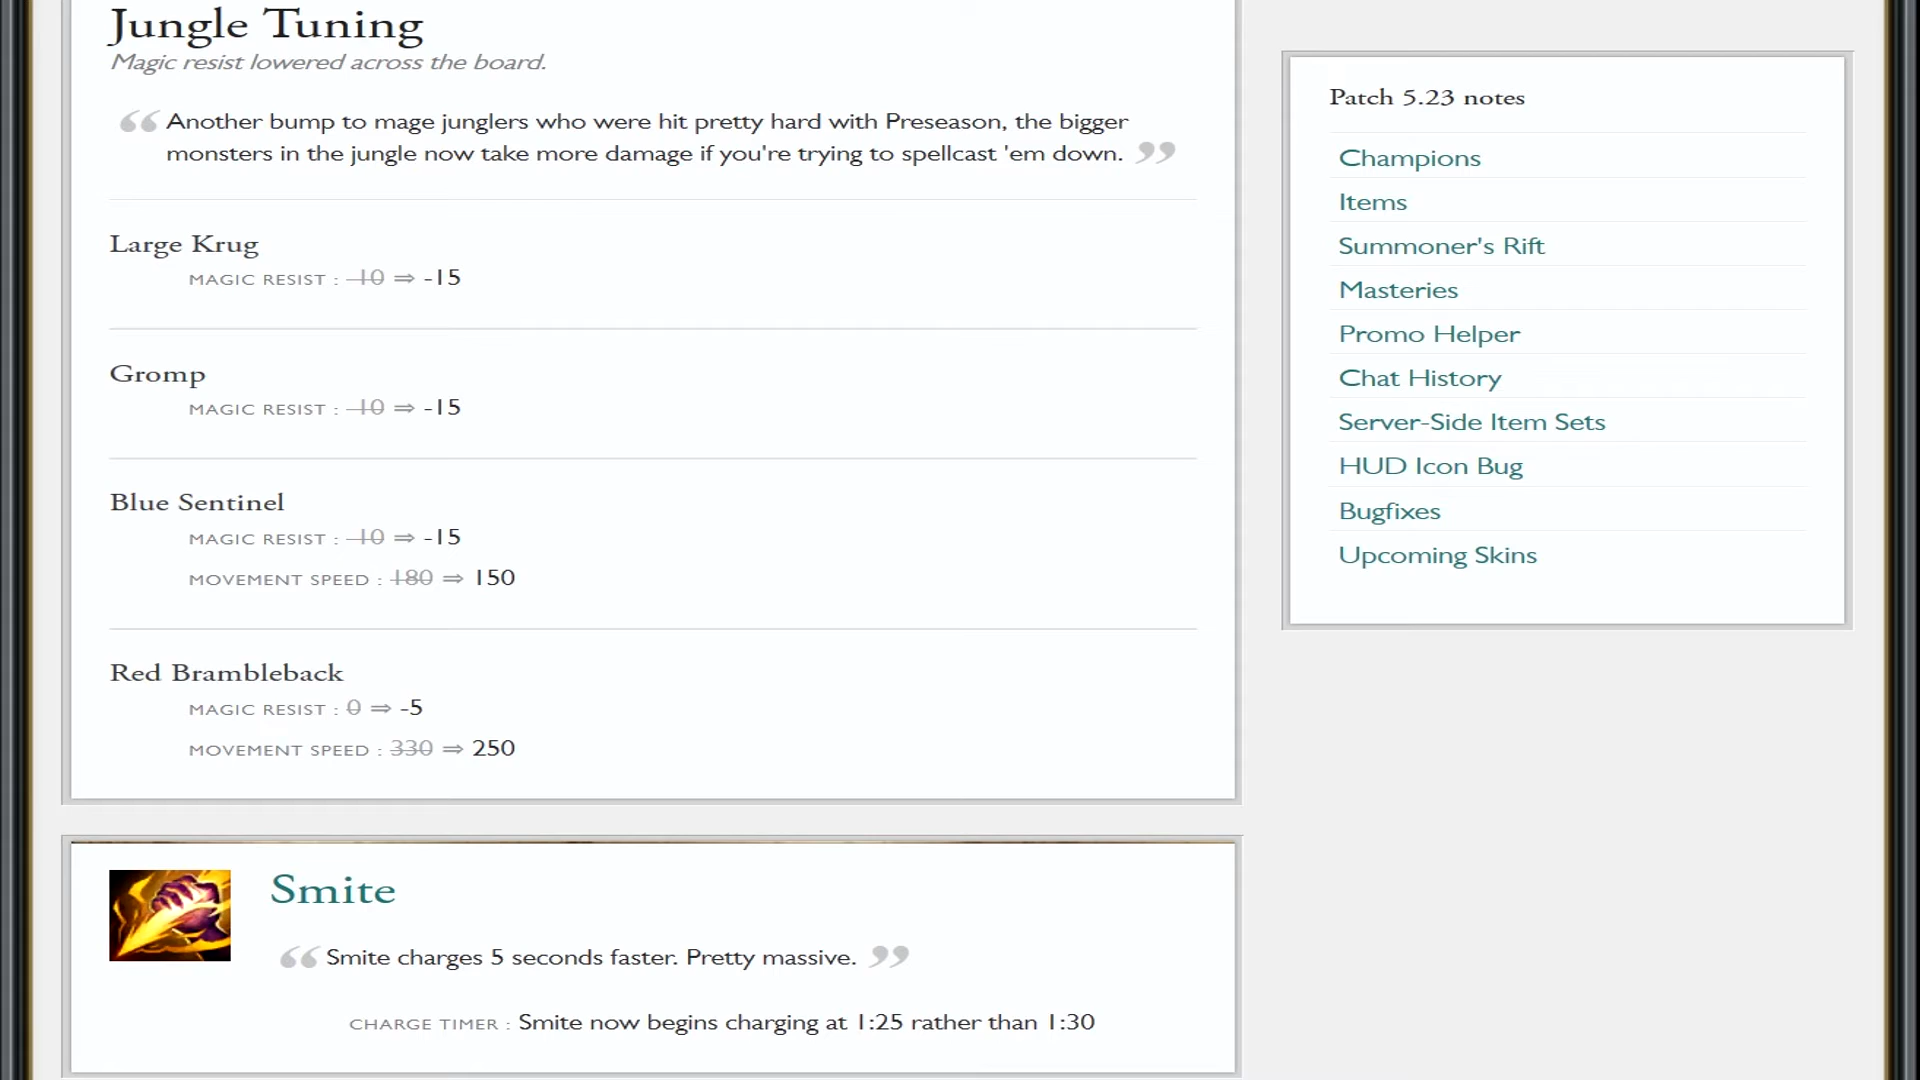 Jungle Tuning
Magic resist lowered across the board.
“ Another bump to mage junglers who were hit pretty hard with Preseason, the bigger
monsters in the jungle now take more damage if you're trying to spellcast 'em down. ”
Large Krug
MAGIC RESIST : -10 ⇒ -15
Gromp
MAGIC RESIST : -10 ⇒ -15
Blue Sentinel
MAGIC RESIST : -10 ⇒ -15
MOVEMENT SPEED : 180 ⇒ 150
Red Brambleback
MAGIC RESIST : 0 ⇒ -5
MOVEMENT SPEED : 330 ⇒ 250
Smite
“ Smite charges 5 seconds faster. Pretty massive. ”
CHARGE TIMER : Smite now begins charging at 1:25 rather than 1:30
Patch 5.23 notes
Champions
Items
Summoner's Rift
Masteries
Promo Helper
Chat History
Server-Side Item Sets
HUD Icon Bug
Bugfixes
Upcoming Skins